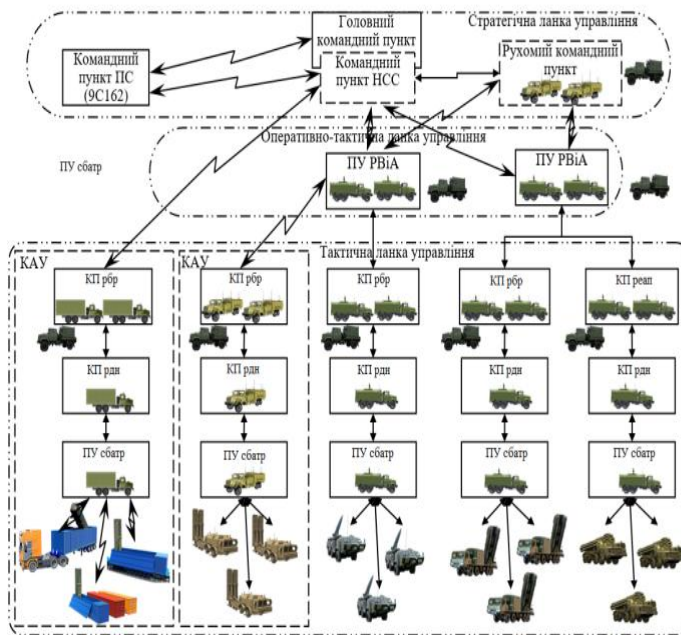 Головний
командний пункт
Стратегічна ланка управління
Командний
пункт ПС
(9С162)
Командний
пункт НСС
Рухомий командний
пункт
Оперативно-тактична ланка управління
ПУ сбатр
ПУ РВіА
ПУ РВіА
Тактична ланка управління
КАУ
КАУ
КП рбр
КП рбр
КП рбр
КП рбр
КП реап
КП рдн
КП рдн
КП рдн
КП рдн
КП рдн
ПУ сбатр
ПУ сбатр
ПУ сбатр
ПУ сбатр
ПУ сбатр